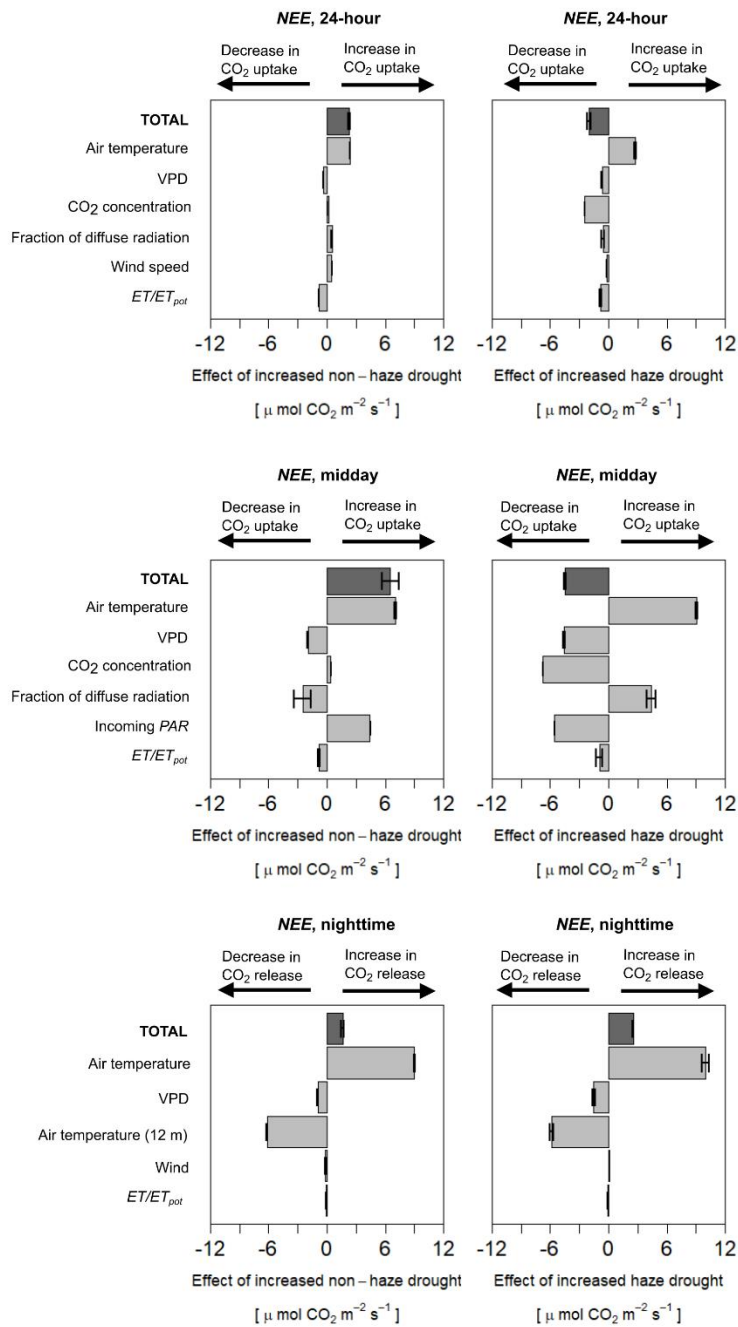 NEE, 24-hour
Decrease in
CO2 uptake
Increase in
CO2 uptake
TOTAL
Air temperature
VPD
CO2 concentration
Fraction of diffuse radiation
Wind speed
ET/ETpot
-12 -6 0 6 12
Effect of increased non – haze drought
[ μ mol CO2 m−2 s−1 ]
NEE, 24-hour
Decrease in
CO2 uptake
Increase in
CO2 uptake
-12 -6 0 6 12
Effect of increased haze drought
[ μ mol CO2 m−2 s−1 ]
NEE, midday
Decrease in
CO2 uptake
Increase in
CO2 uptake
TOTAL
Air temperature
VPD
CO2 concentration
Fraction of diffuse radiation
Incoming PAR
ET/ETpot
-12 -6 0 6 12
Effect of increased non – haze drought
[ μ mol CO2 m−2 s−1 ]
NEE, midday
Decrease in
CO2 uptake
Increase in
CO2 uptake
-12 -6 0 6 12
Effect of increased haze drought
[ μ mol CO2 m−2 s−1 ]
NEE, nighttime
Decrease in
CO2 release
Increase in
CO2 release
TOTAL
Air temperature
VPD
Air temperature (12 m)
Wind
ET/ETpot
-12 -6 0 6 12
Effect of increased non – haze drought
[ μ mol CO2 m−2 s−1 ]
NEE, nighttime
Decrease in
CO2 release
Increase in
CO2 release
-12 -6 0 6 12
Effect of increased haze drought
[ μ mol CO2 m−2 s−1 ]